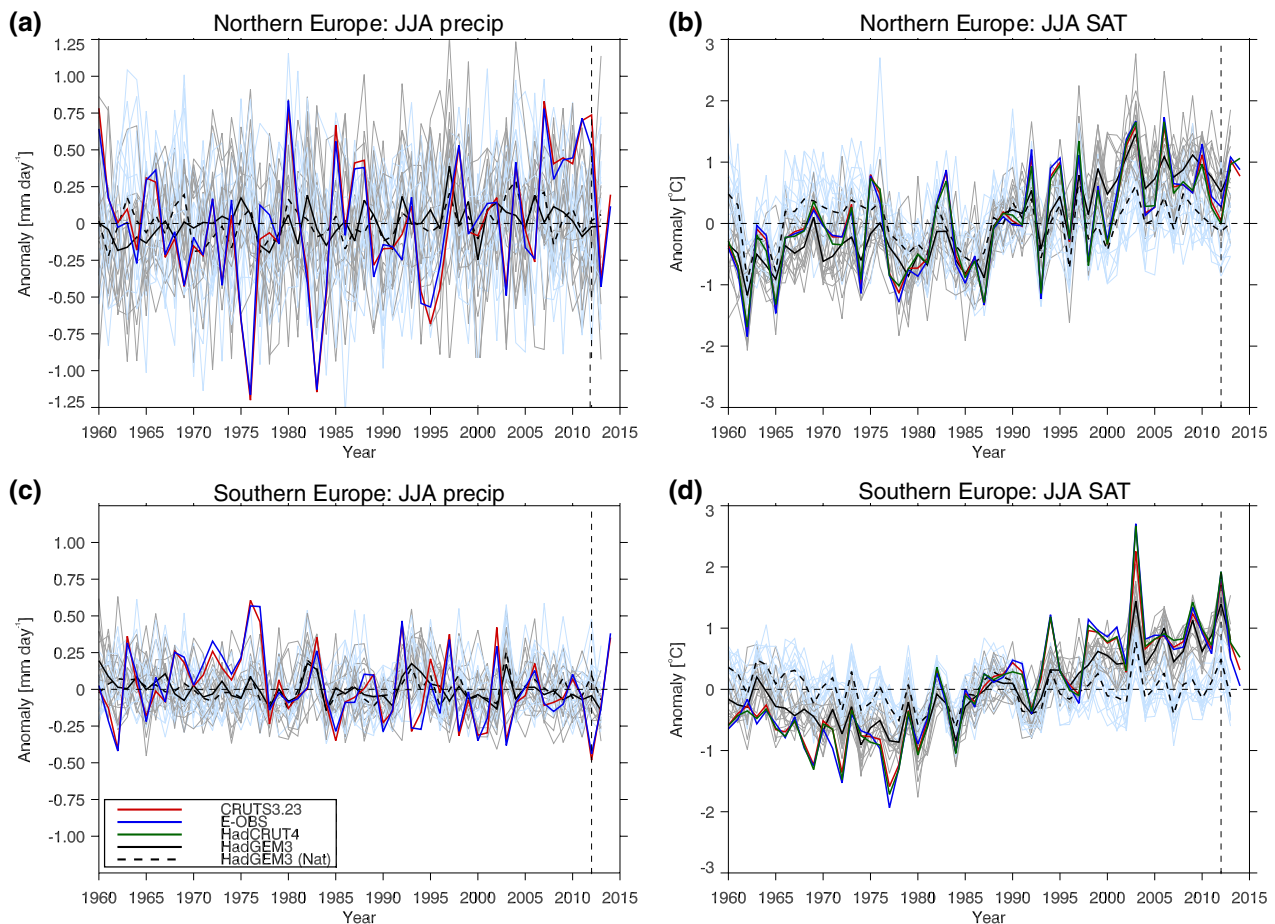 (a) Northern Europe: JJA precip
Anomaly [mm day⁻¹]
1.25
1.00
0.75
0.50
0.25
0
-0.25
-0.50
-0.75
-1.00
-1.25
1960 1965 1970 1975 1980 1985 1990 1995 2000 2005 2010 2015
Year
(b) Northern Europe: JJA SAT
Anomaly [°C]
3
2
1
0
-1
-2
-3
1960 1965 1970 1975 1980 1985 1990 1995 2000 2005 2010 2015
Year
(c) Southern Europe: JJA precip
Anomaly [mm day⁻¹]
1.00
0.75
0.50
0.25
0
-0.25
-0.50
-0.75
-1.00
CRUTS3.23
E-OBS
HadCRUT4
HadGEM3
HadGEM3 (Nat)
1960 1965 1970 1975 1980 1985 1990 1995 2000 2005 2010 2015
Year
(d) Southern Europe: JJA SAT
Anomaly [°C]
3
2
1
0
-1
-2
-3
1960 1965 1970 1975 1980 1985 1990 1995 2000 2005 2010 2015
Year